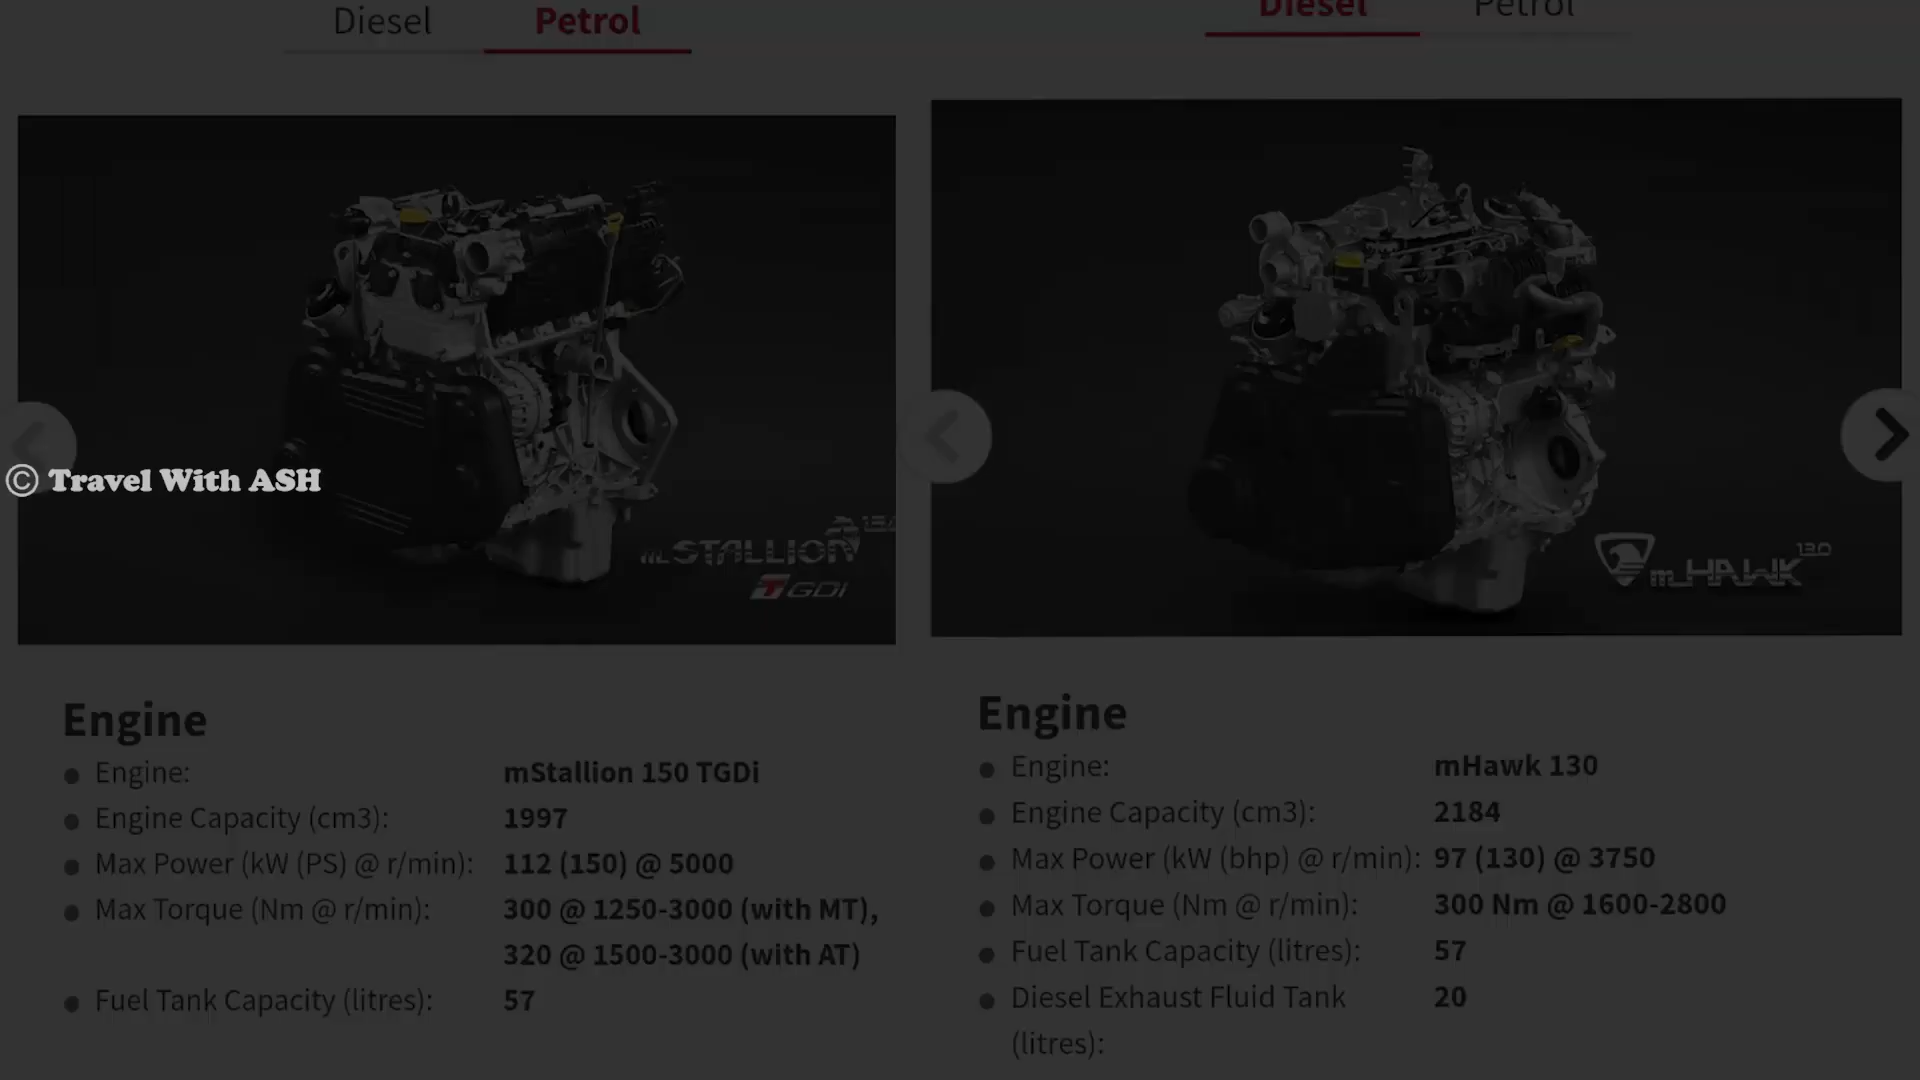 Diesel
Petrol
Diesel
Petrol
© Travel With ASH
mSTALLION 150
TGDi
mHAWK 130
Engine
Engine: mStallion 150 TGDi
Engine Capacity (cm3): 1997
Max Power (kW (PS) @ r/min): 112 (150) @ 5000
Max Torque (Nm @ r/min): 300 @ 1250-3000 (with MT),
320 @ 1500-3000 (with AT)
Fuel Tank Capacity (litres): 57
Engine
Engine: mHawk 130
Engine Capacity (cm3): 2184
Max Power (kW (bhp) @ r/min): 97 (130) @ 3750
Max Torque (Nm @ r/min): 300 Nm @ 1600-2800
Fuel Tank Capacity (litres): 57
Diesel Exhaust Fluid Tank 20
(litres):